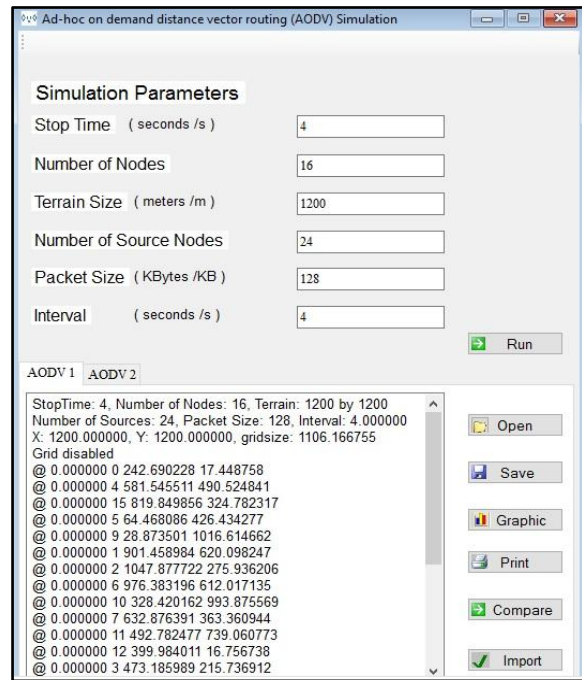 Ad-hoc on demand distance vector routing (AODV) Simulation
Simulation Parameters
Stop Time ( seconds /s )
4
Number of Nodes
16
Terrain Size ( meters /m )
1200
Number of Source Nodes
24
Packet Size ( KBytes /KB )
128
Interval ( seconds /s )
4
Run
AODV 1 AODV 2
StopTime: 4, Number of Nodes: 16, Terrain: 1200 by 1200
Number of Sources: 24, Packet Size: 128, Interval: 4.000000
X: 1200.000000, Y: 1200.000000, gridsize: 1106.166755
Grid disabled
@ 0.000000 0 242.690228 17.448758
@ 0.000000 4 581.545511 490.524841
@ 0.000000 15 819.849856 324.782317
@ 0.000000 5 64.468086 426.434277
@ 0.000000 9 28.873501 1016.614662
@ 0.000000 1 901.458984 620.098247
@ 0.000000 2 1047.877722 275.936206
@ 0.000000 6 976.383196 612.017135
@ 0.000000 10 328.420162 993.875569
@ 0.000000 7 632.876391 363.360944
@ 0.000000 11 492.782477 739.060773
@ 0.000000 12 399.984011 16.756738
@ 0.000000 3 473.185989 215.736912
Open
Save
Graphic
Print
Compare
Import